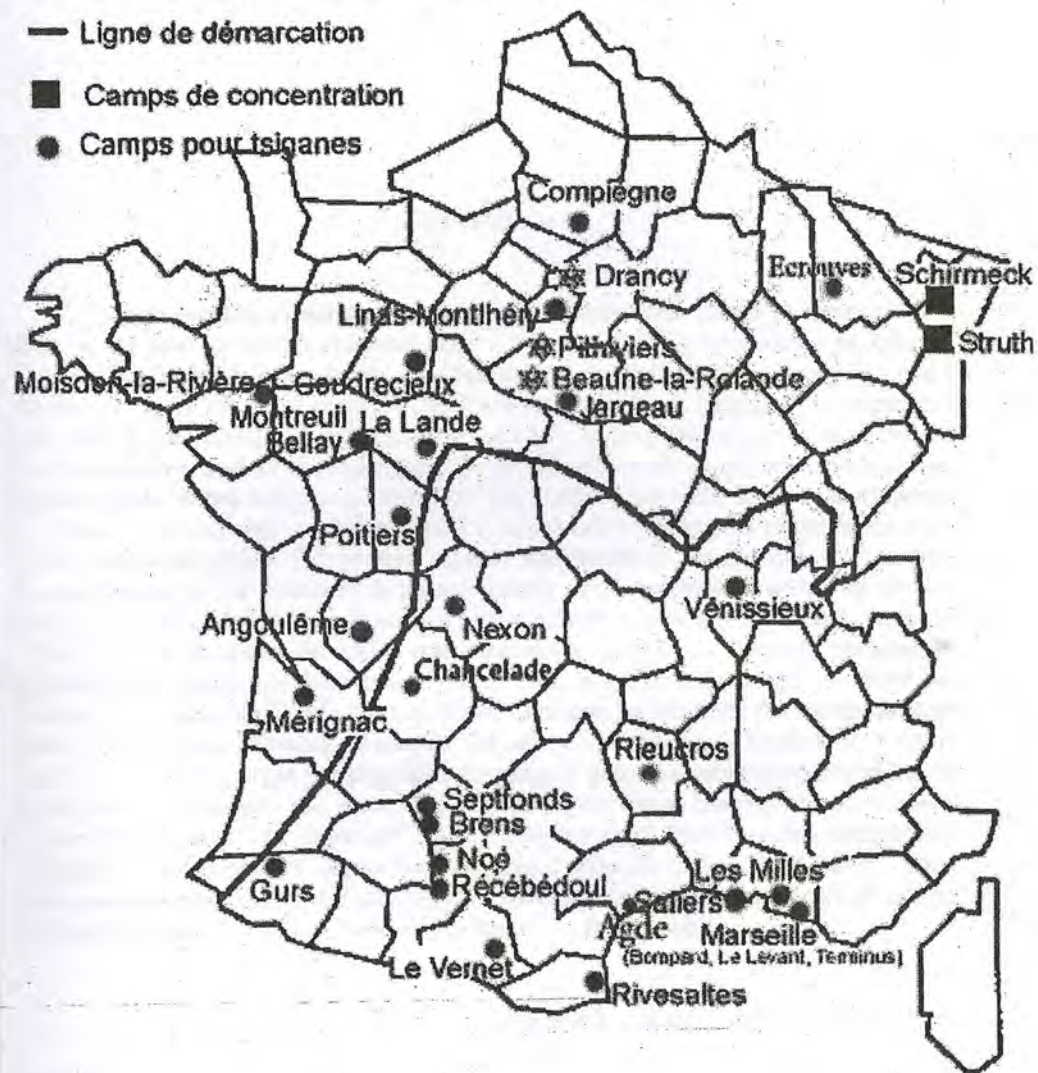 Ligne de démarcation
Camps de concentration
Camps pour tsiganes
Compiègne
Drancy
Ecrouves
Schirmeck
Linas-Montlhéry
Struth
Pithiviers
Moisdon-la-Rivière
Coudrecieux
Beaune-la-Rolande
Jargeau
Montreuil
Bellay
La Lande
Poitiers
Vénissieux
Angoulême
Nexon
Chancelade
Mérignac
Rieucros
Septfonds
Brens
Noé
Gurs
Récébédoul
Les Milles
Saliers
Agde
Marseille
(Bompard, Le Levant, Terminus)
Le Vernet
Rivesaltes